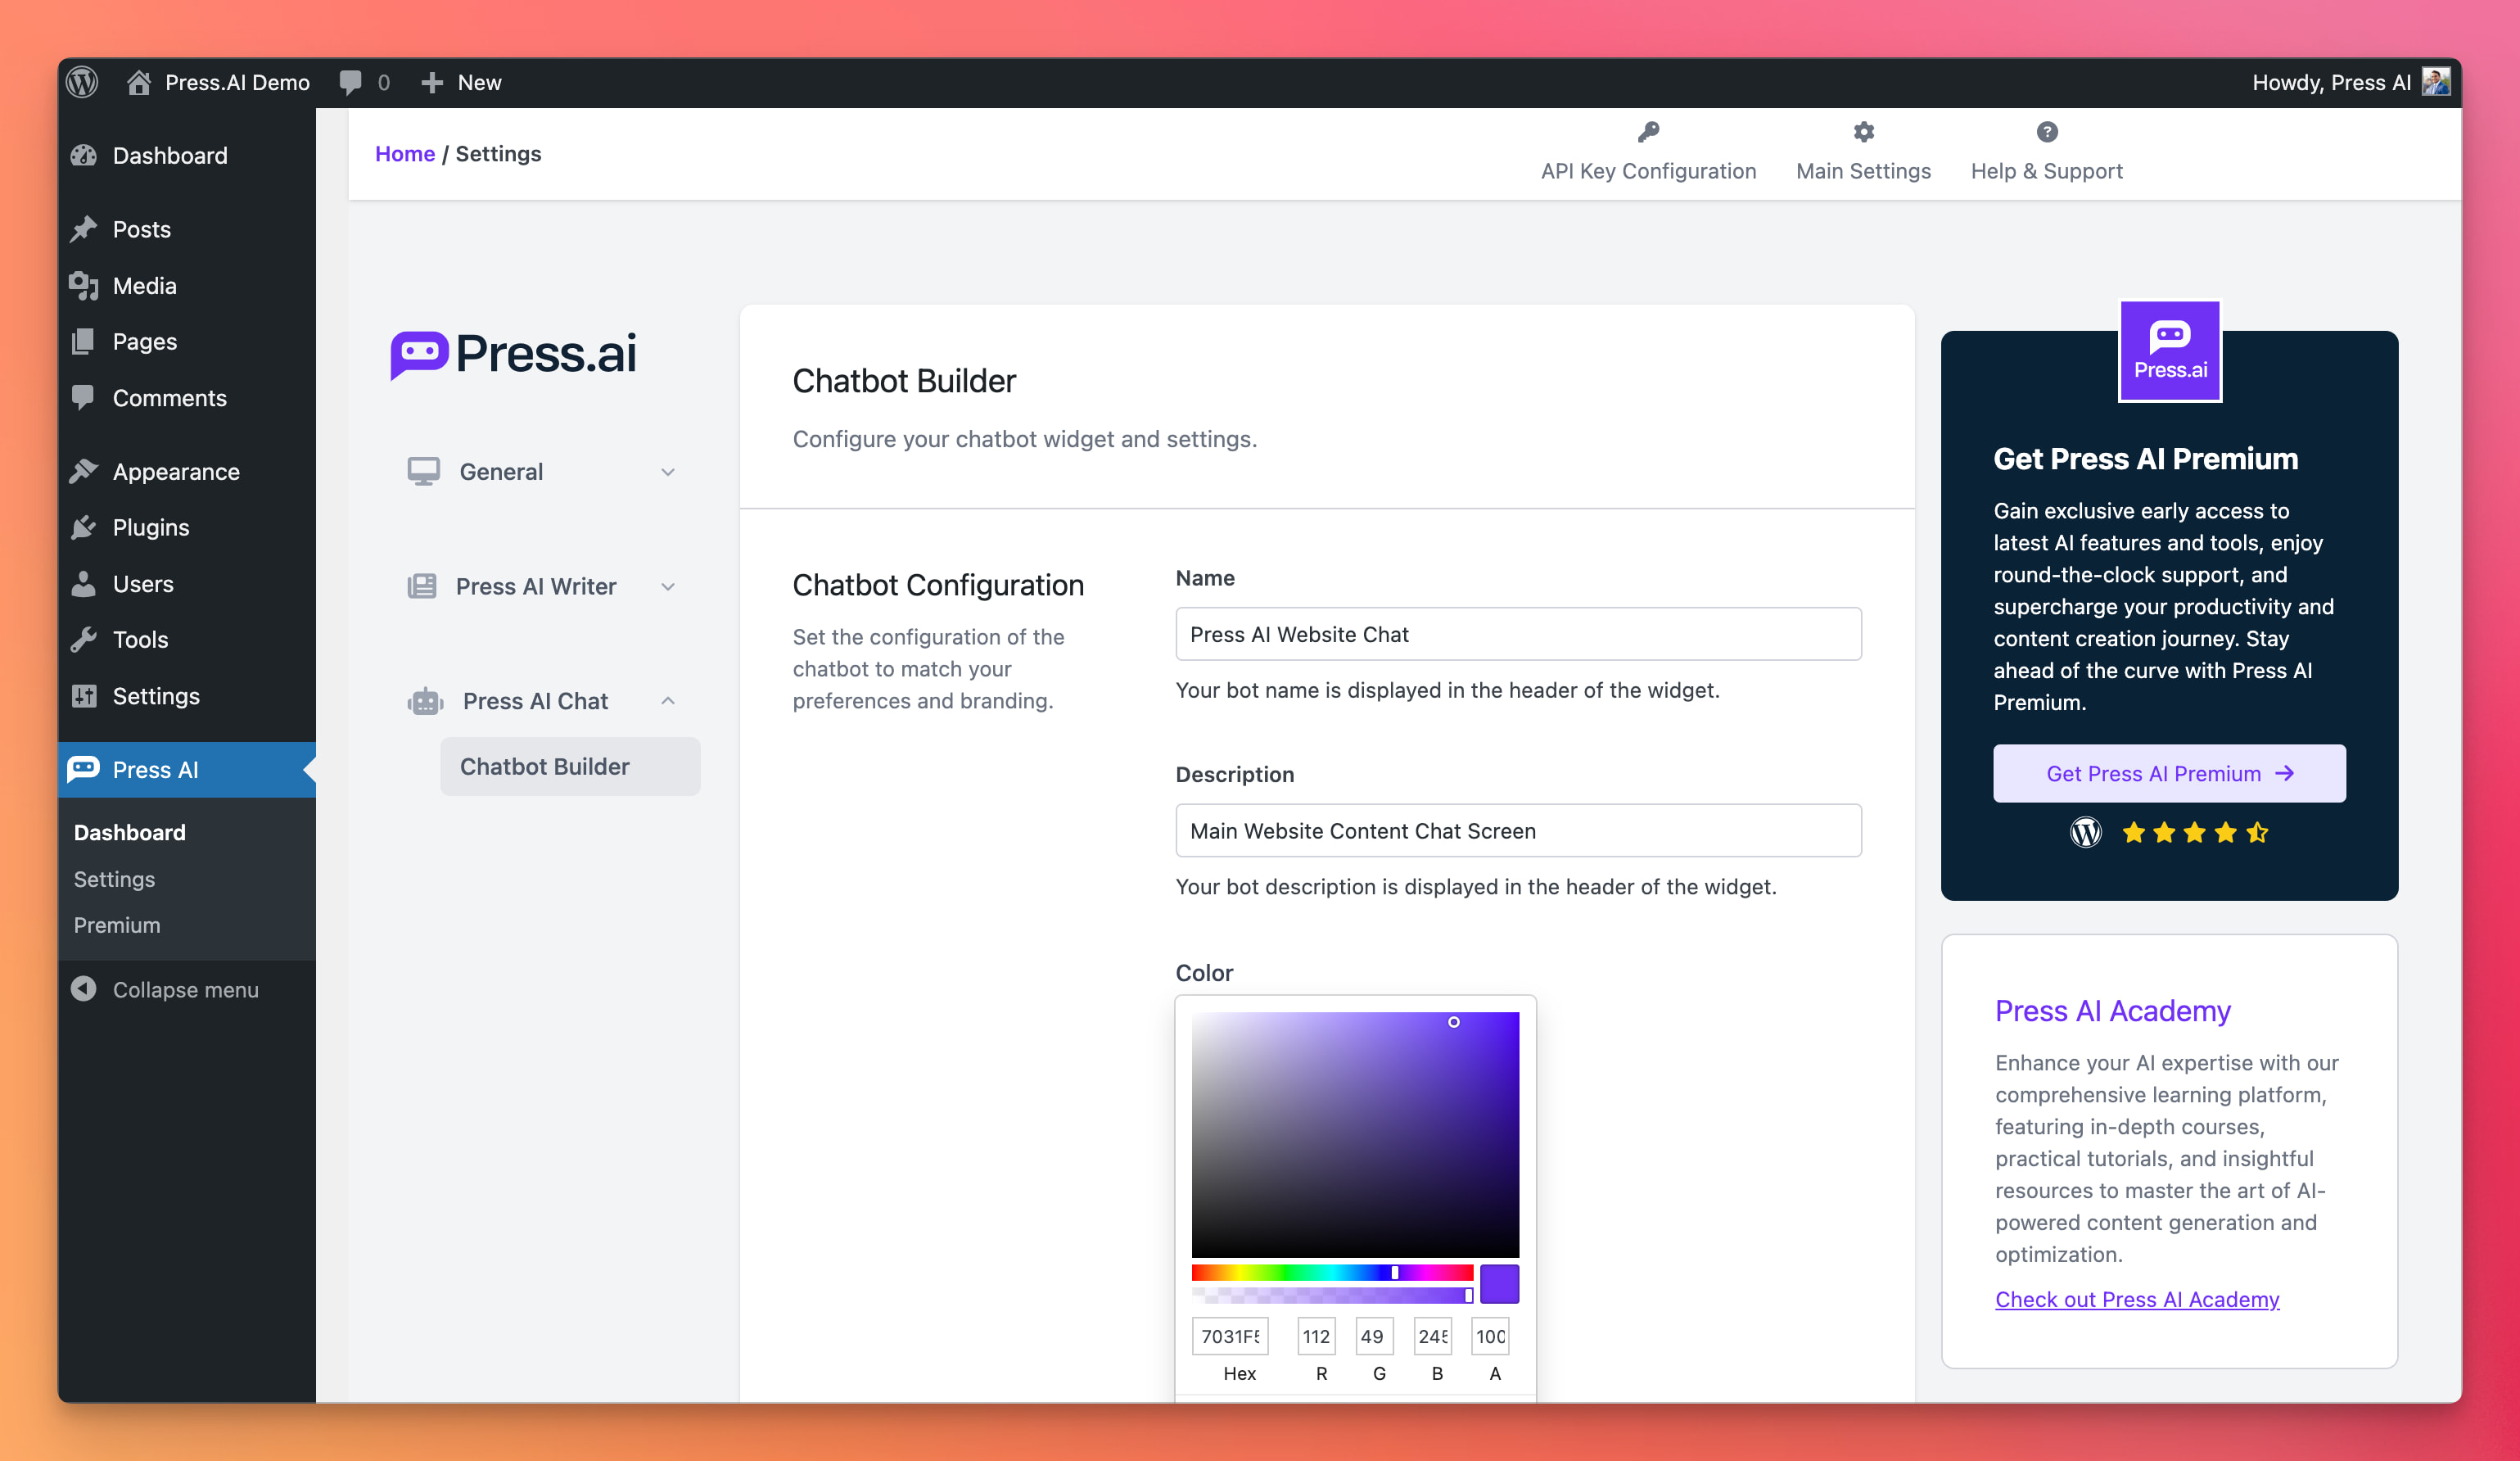 Press.AI Demo
0
New
Howdy, Press AI
Dashboard
Posts
Media
Pages
Comments
Appearance
Plugins
Users
Tools
Settings
Press AI
Dashboard
Settings
Premium
Collapse menu
Home / Settings
API Key Configuration
Main Settings
Help & Support
Press.ai
General
Press AI Writer
Press AI Chat
Chatbot Builder
Chatbot Builder
Configure your chatbot widget and settings.
Chatbot Configuration
Set the configuration of the
chatbot to match your
preferences and branding.
Name
Press AI Website Chat
Your bot name is displayed in the header of the widget.
Description
Main Website Content Chat Screen
Your bot description is displayed in the header of the widget.
Color
7031F5
112
49
245
100
Hex
R
G
B
A
Press.ai
Get Press AI Premium
Gain exclusive early access to
latest AI features and tools, enjoy
round-the-clock support, and
supercharge your productivity and
content creation journey. Stay
ahead of the curve with Press AI
Premium.
Get Press AI Premium
Press AI Academy
Enhance your AI expertise with our
comprehensive learning platform,
featuring in-depth courses,
practical tutorials, and insightful
resources to master the art of AI-
powered content generation and
optimization.
Check out Press AI Academy